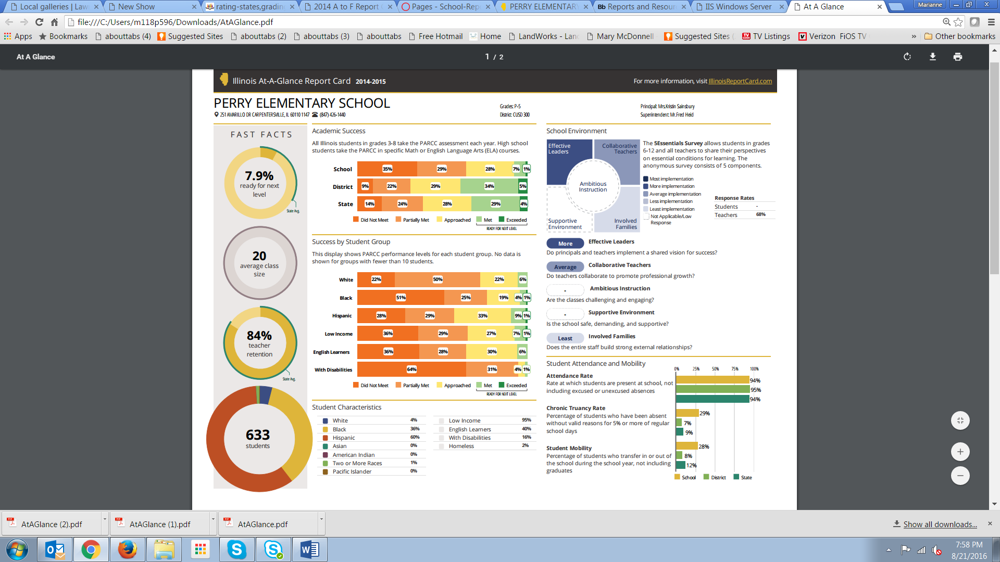 Local galleries | Law
New Show
rating-states,gradin
2014 A to F Report
Pages - School-Rep
PERRY ELEMENTAR
Bb Reports and Resour
IIS Windows Server
At A Glance
Marianne
file:///C:/Users/m118p596/Downloads/AtAGlance.pdf
Apps
Bookmarks
abouttabs (4)
Suggested Sites
abouttabs (2)
abouttabs (3)
abouttabs
Free Hotmail
Home
LandWorks - Lan
Mary McDonnell
Suggested Sites (
TV Listings
Verizon FiOS TV
»
Other bookmarks
At A Glance
1 / 2
Illinois At-A-Glance Report Card 2014-2015
For more information, visit IllinoisReportCard.com
PERRY ELEMENTARY SCHOOL
251 AMARILLO DR CARPENTERSVILLE, IL 60110 1147 (847) 426-1440
Grades: P-5
District: CUSD 300
Principal: Mrs.Kristin Sainsbury
Superintendent: Mr.Fred Heid
FAST FACTS
7.9%
ready for next
level
State Avg.
20
average class
size
84%
teacher
retention
State Avg.
633
students
Academic Success
All Illinois students in grades 3-8 take the PARCC assessment each year. High school
students take the PARCC in specific Math or English Language Arts (ELA) courses.
School 35% 29% 28% 7% 1%
District 9% 22% 29% 34% 5%
State 14% 24% 28% 29% 4%
Did Not Meet Partially Met Approached Met Exceeded
READY FOR NEXT LEVEL
Success by Student Group
This display shows PARCC performance levels for each student group. No data is
shown for groups with fewer than 10 students.
White 22% 50% 22% 6%
Black 51% 25% 19% 4% 1%
Hispanic 28% 29% 33% 9% 1%
Low Income 36% 29% 27% 7% 1%
English Learners 36% 28% 30% 6%
With Disabilities 64% 31% 4% 1%
Did Not Meet Partially Met Approached Met Exceeded
READY FOR NEXT LEVEL
Student Characteristics
White 4%
Black 36%
Hispanic 60%
Asian 0%
American Indian 0%
Two or More Races 1%
Pacific Islander 0%
Low Income 95%
English Learners 40%
With Disabilities 16%
Homeless 2%
School Environment
Effective
Leaders
Collaborative
Teachers
Ambitious
Instruction
Supportive
Environment
Involved
Families
The 5Essentials Survey allows students in grades
6-12 and all teachers to share their perspectives
on essential conditions for learning. The
anonymous survey consists of 5 components.
Most implementation
More implementation
Average implementation
Less implementation
Least implementation
Not Applicable/Low
Response
Response Rates
Students -
Teachers 68%
More Effective Leaders
Do principals and teachers implement a shared vision for success?
Average Collaborative Teachers
Do teachers collaborate to promote professional growth?
- Ambitious Instruction
Are the classes challenging and engaging?
- Supportive Environment
Is the school safe, demanding, and supportive?
Least Involved Families
Does the entire staff build strong external relationships?
Student Attendance and Mobility
0% 25% 50% 75% 100%
Attendance Rate
Rate at which students are present at school, not
including excused or unexcused absences
94%
95%
94%
Chronic Truancy Rate
Percentage of students who have been absent
without valid reasons for 5% or more of regular
school days
29%
7%
9%
Student Mobility
Percentage of students who transfer in or out of
the school during the school year, not including
graduates
28%
8%
12%
School District State
AtAGlance (2).pdf
AtAGlance (1).pdf
AtAGlance.pdf
Show all downloads...
7:58 PM
8/21/2016